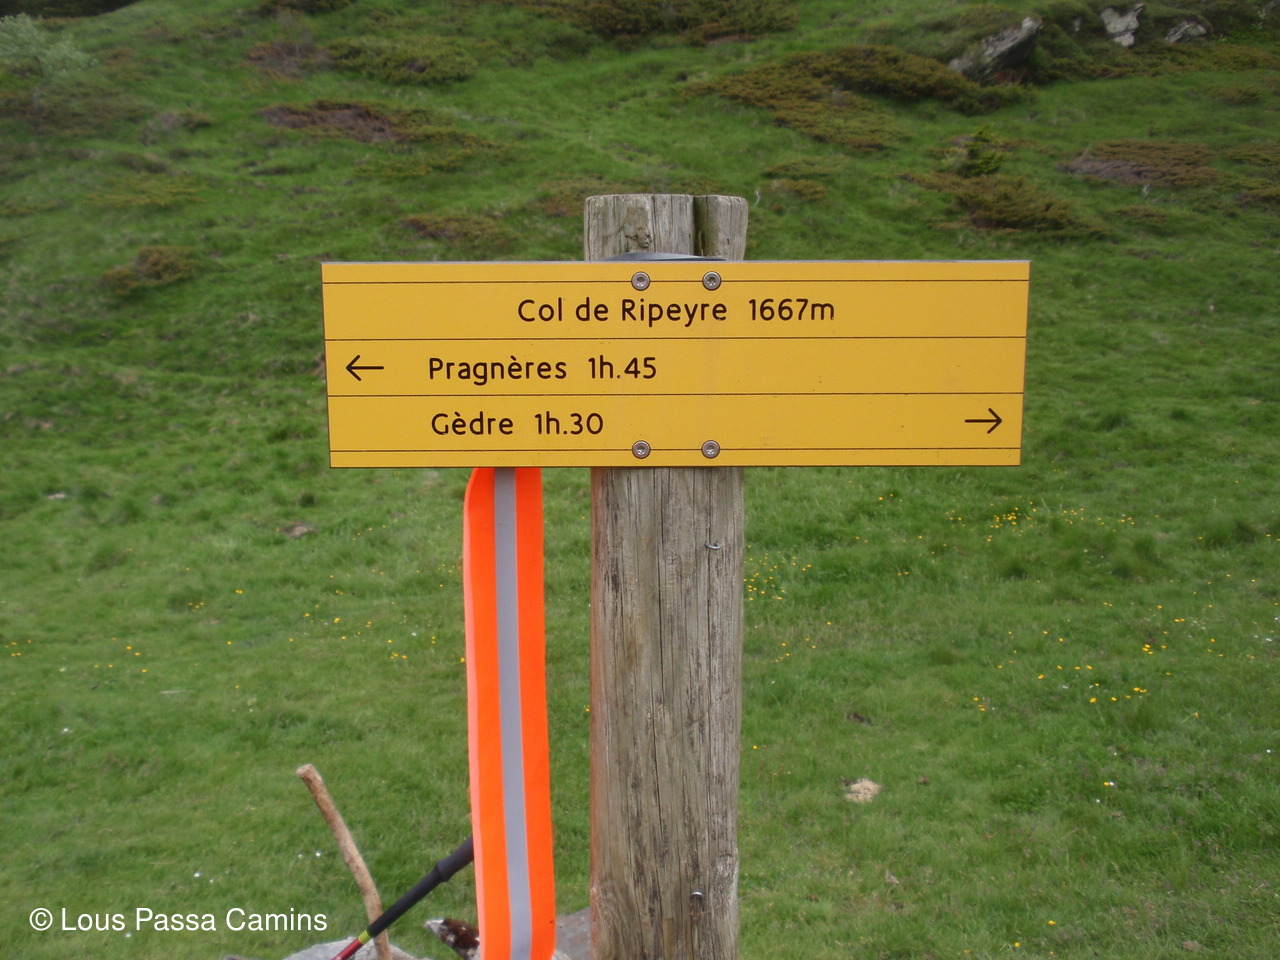 Col de Ripeyre 1667m
← Pragnères 1h.45
Gèdre 1h.30 →
© Lous Passa Camins